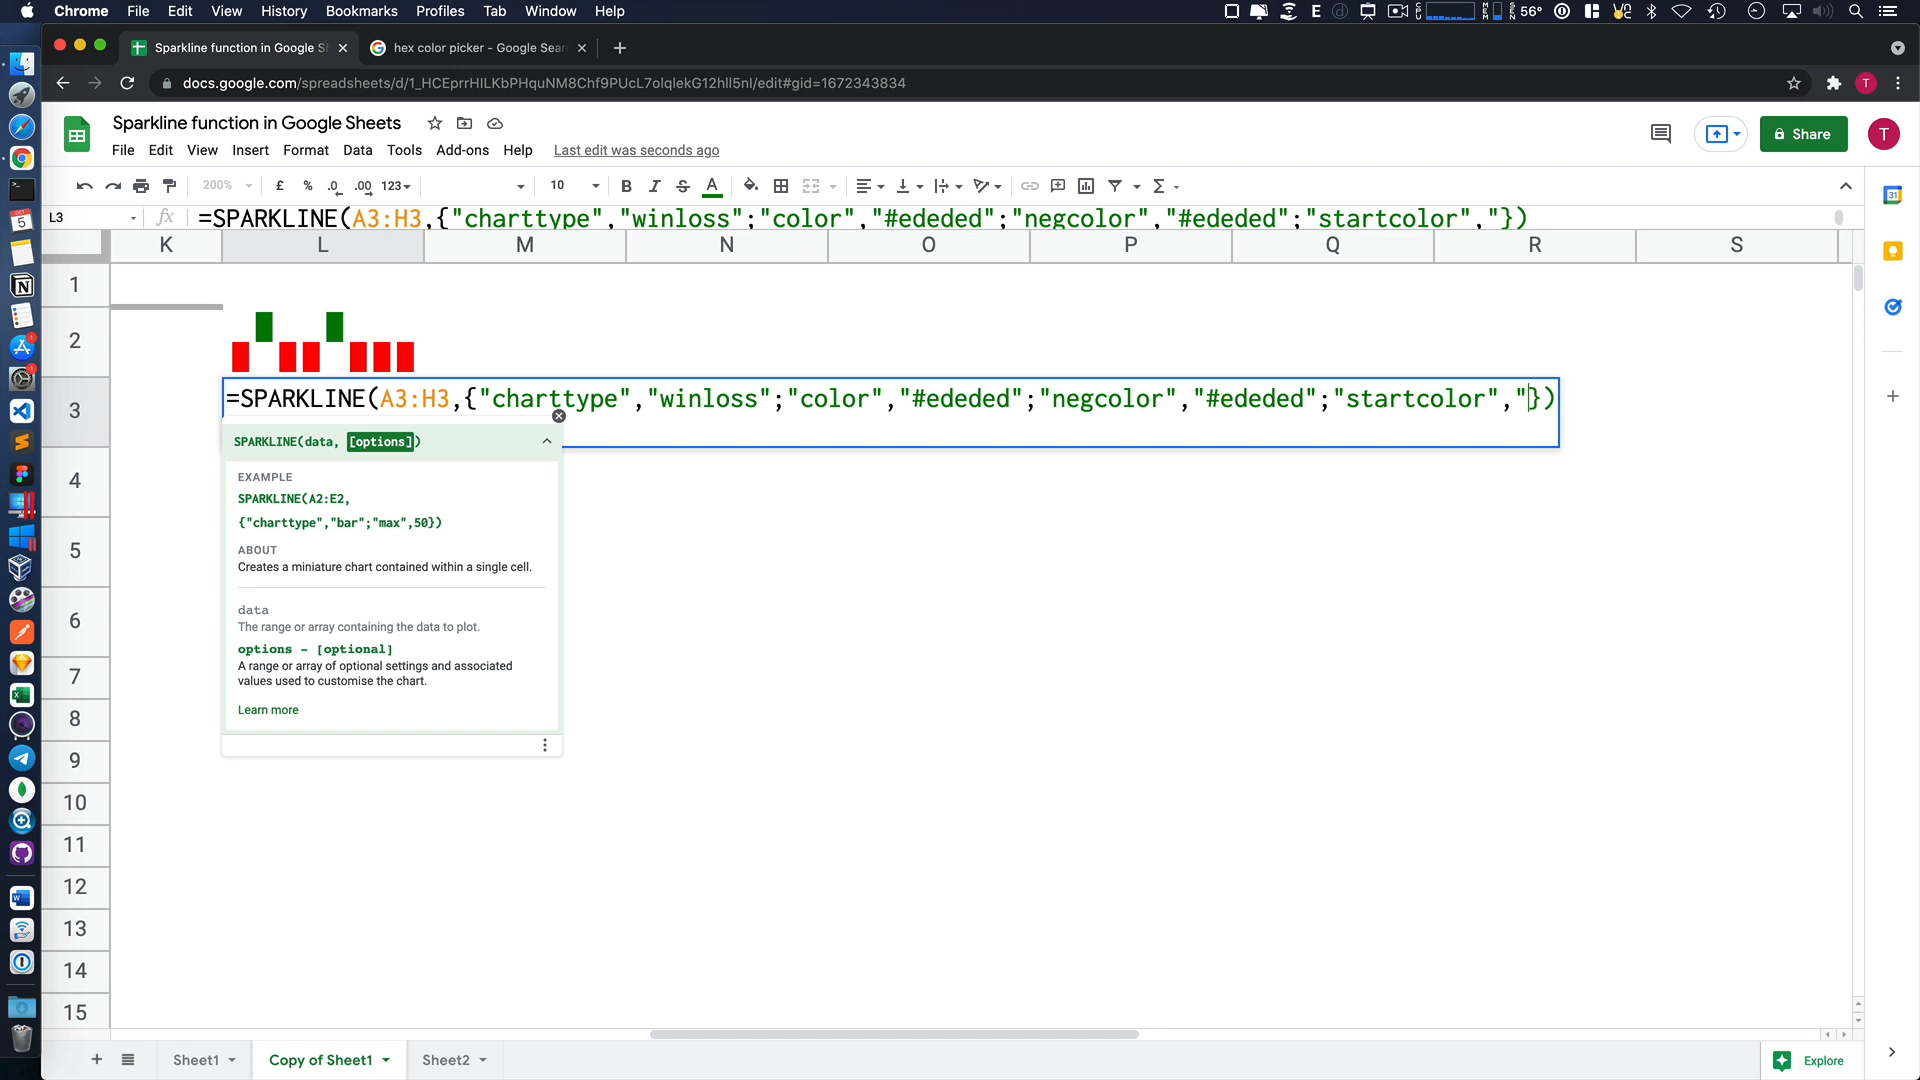 Chrome File Edit View History Bookmarks Profiles Tab Window Help
56°
Sparkline function in Google S
hex color picker - Google Sear
docs.google.com/spreadsheets/d/1_HCEprrHILKbPHquNM8Chf9PUcL7olqlekG12hll5nI/edit#gid=1672343834
Sparkline function in Google Sheets
Share
T
File Edit View Insert Format Data Tools Add-ons Help Last edit was seconds ago
200% £ % .0 .00 123 10 B I S A Σ
L3 fx =SPARKLINE(A3:H3,{"charttype","winloss";"color","#ededed";"negcolor","#ededed";"startcolor","})
K L M N O P Q R S
1
2
3
=SPARKLINE(A3:H3,{"charttype","winloss";"color","#ededed";"negcolor","#ededed";"startcolor","})
SPARKLINE(data, [options])
EXAMPLE
SPARKLINE(A2:E2,
{"charttype","bar";"max",50})
ABOUT
Creates a miniature chart contained within a single cell.
data
The range or array containing the data to plot.
options - [optional]
A range or array of optional settings and associated
values used to customise the chart.
Learn more
4
5
6
7
8
9
10
11
12
13
14
15
Sheet1 Copy of Sheet1 Sheet2
Explore